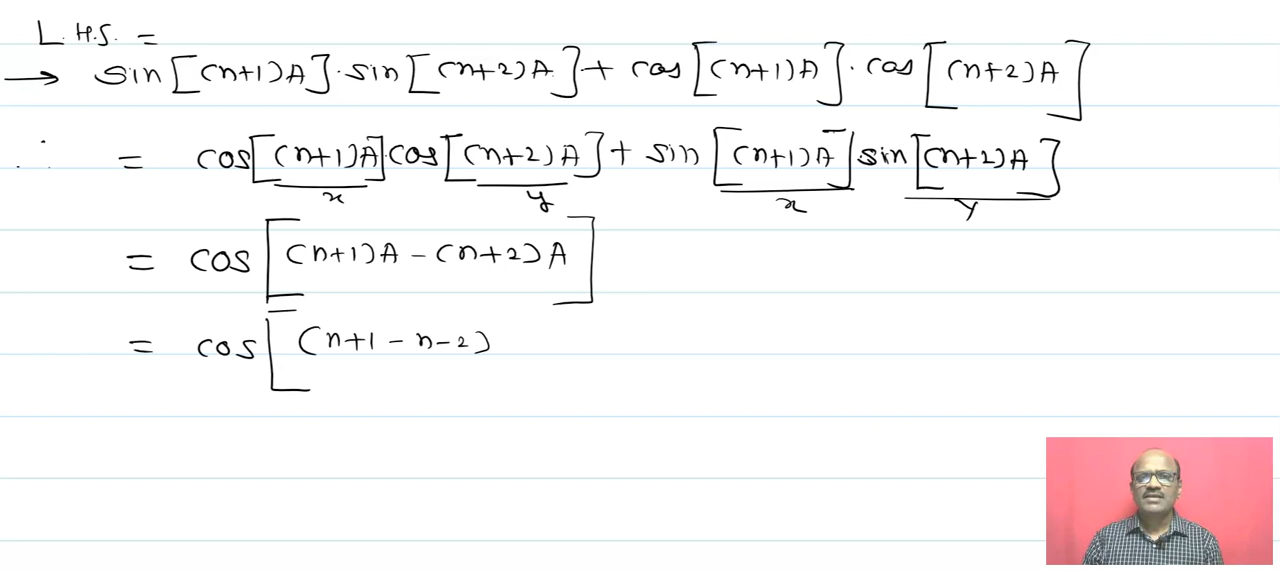 L.H.S. =
→ sin[(n+1)A]·sin[(n+2)A] + cos[(n+1)A]·cos[(n+2)A]
∴ = cos[(n+1)A]cos[(n+2)A] + sin[(n+1)A]sin[(n+2)A]
x y x y
= cos[(n+1)A-(n+2)A]
= cos[(n+1-n-2)